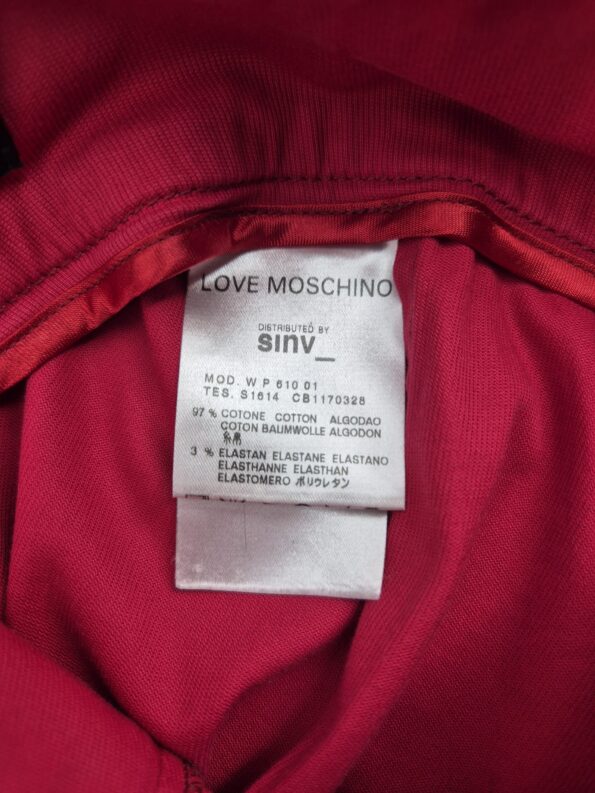 LOVE MOSCHINO
DISTRIBUTED BY
sinv_
MOD. W P 610 01
TES. S1614 CB1170328
97 % COTONE COTTON ALGODAO
COTON BAUMWOLLE ALGODON
綿
3 % ELASTAN ELASTANE ELASTANO
ELASTHANNE ELASTHAN
ELASTOMERO ポリウレタン